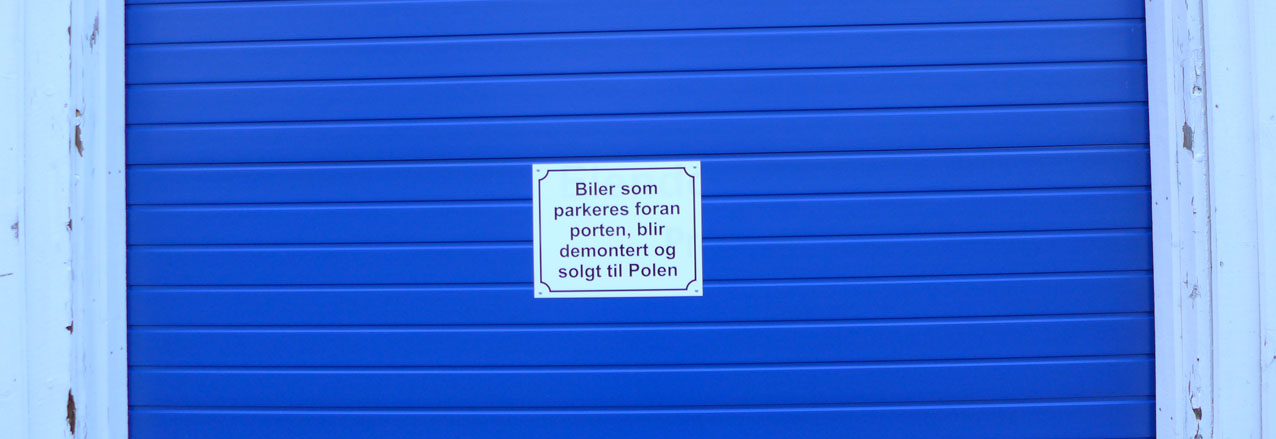 Biler som
parkeres foran
porten, blir
demontert og
solgt til Polen